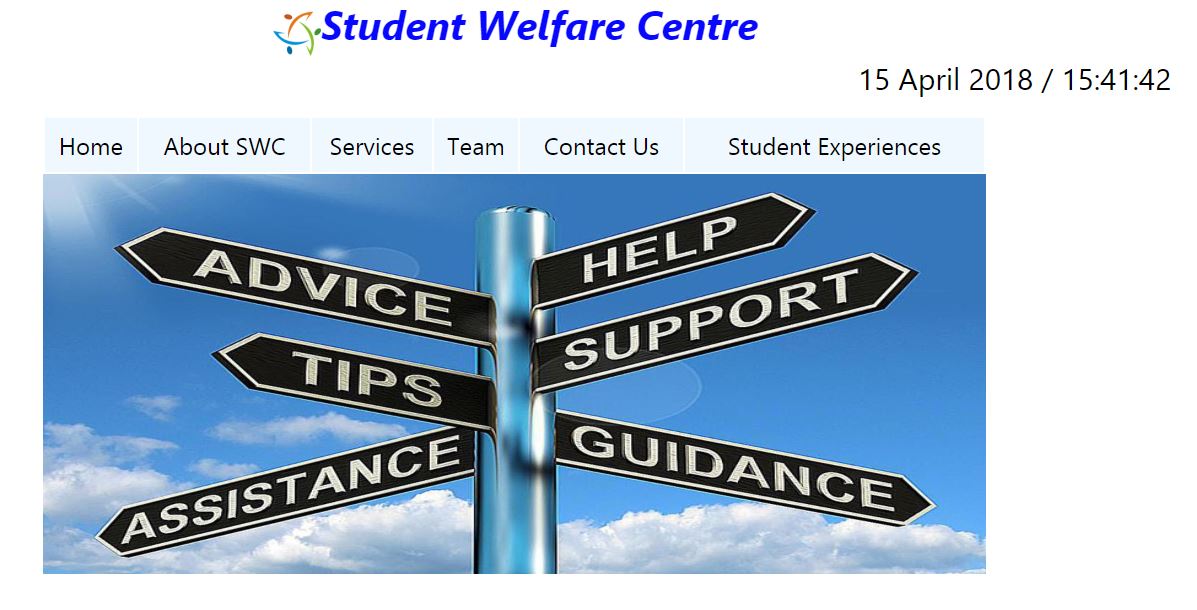 Student Welfare Centre
15 April 2018 / 15:41:42
Home About SWC Services Team Contact Us Student Experiences
HELP
ADVICE
SUPPORT
TIPS
GUIDANCE
ASSISTANCE